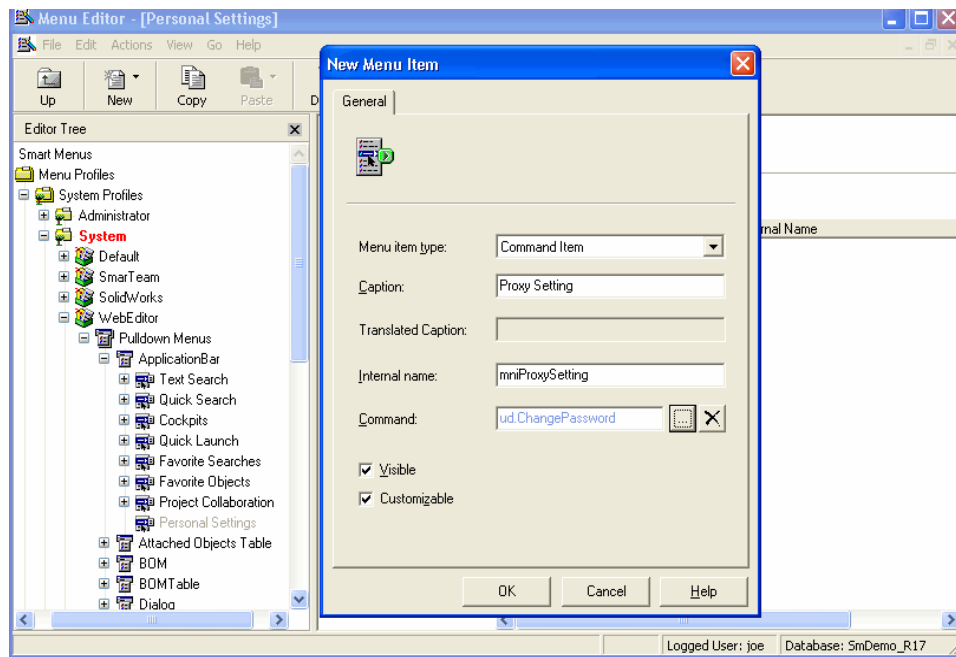 Menu Editor - [Personal Settings]
File Edit Actions View Go Help
Up New Copy Paste D
Editor Tree
Smart Menus
Menu Profiles
System Profiles
Administrator
System
Default
SmarTeam
SolidWorks
WebEditor
Pulldown Menus
ApplicationBar
Text Search
Quick Search
Cockpits
Quick Launch
Favorite Searches
Favorite Objects
Project Collaboration
Personal Settings
Attached Objects Table
BOM
BOMTable
Dialog
rnal Name
New Menu Item
General
Menu item type: Command Item
Caption: Proxy Setting
Translated Caption:
Internal name: mniProxySetting
Command: ud.ChangePassword ...
Visible
Customizable
OK Cancel Help
Logged User: joe Database: SmDemo_R17